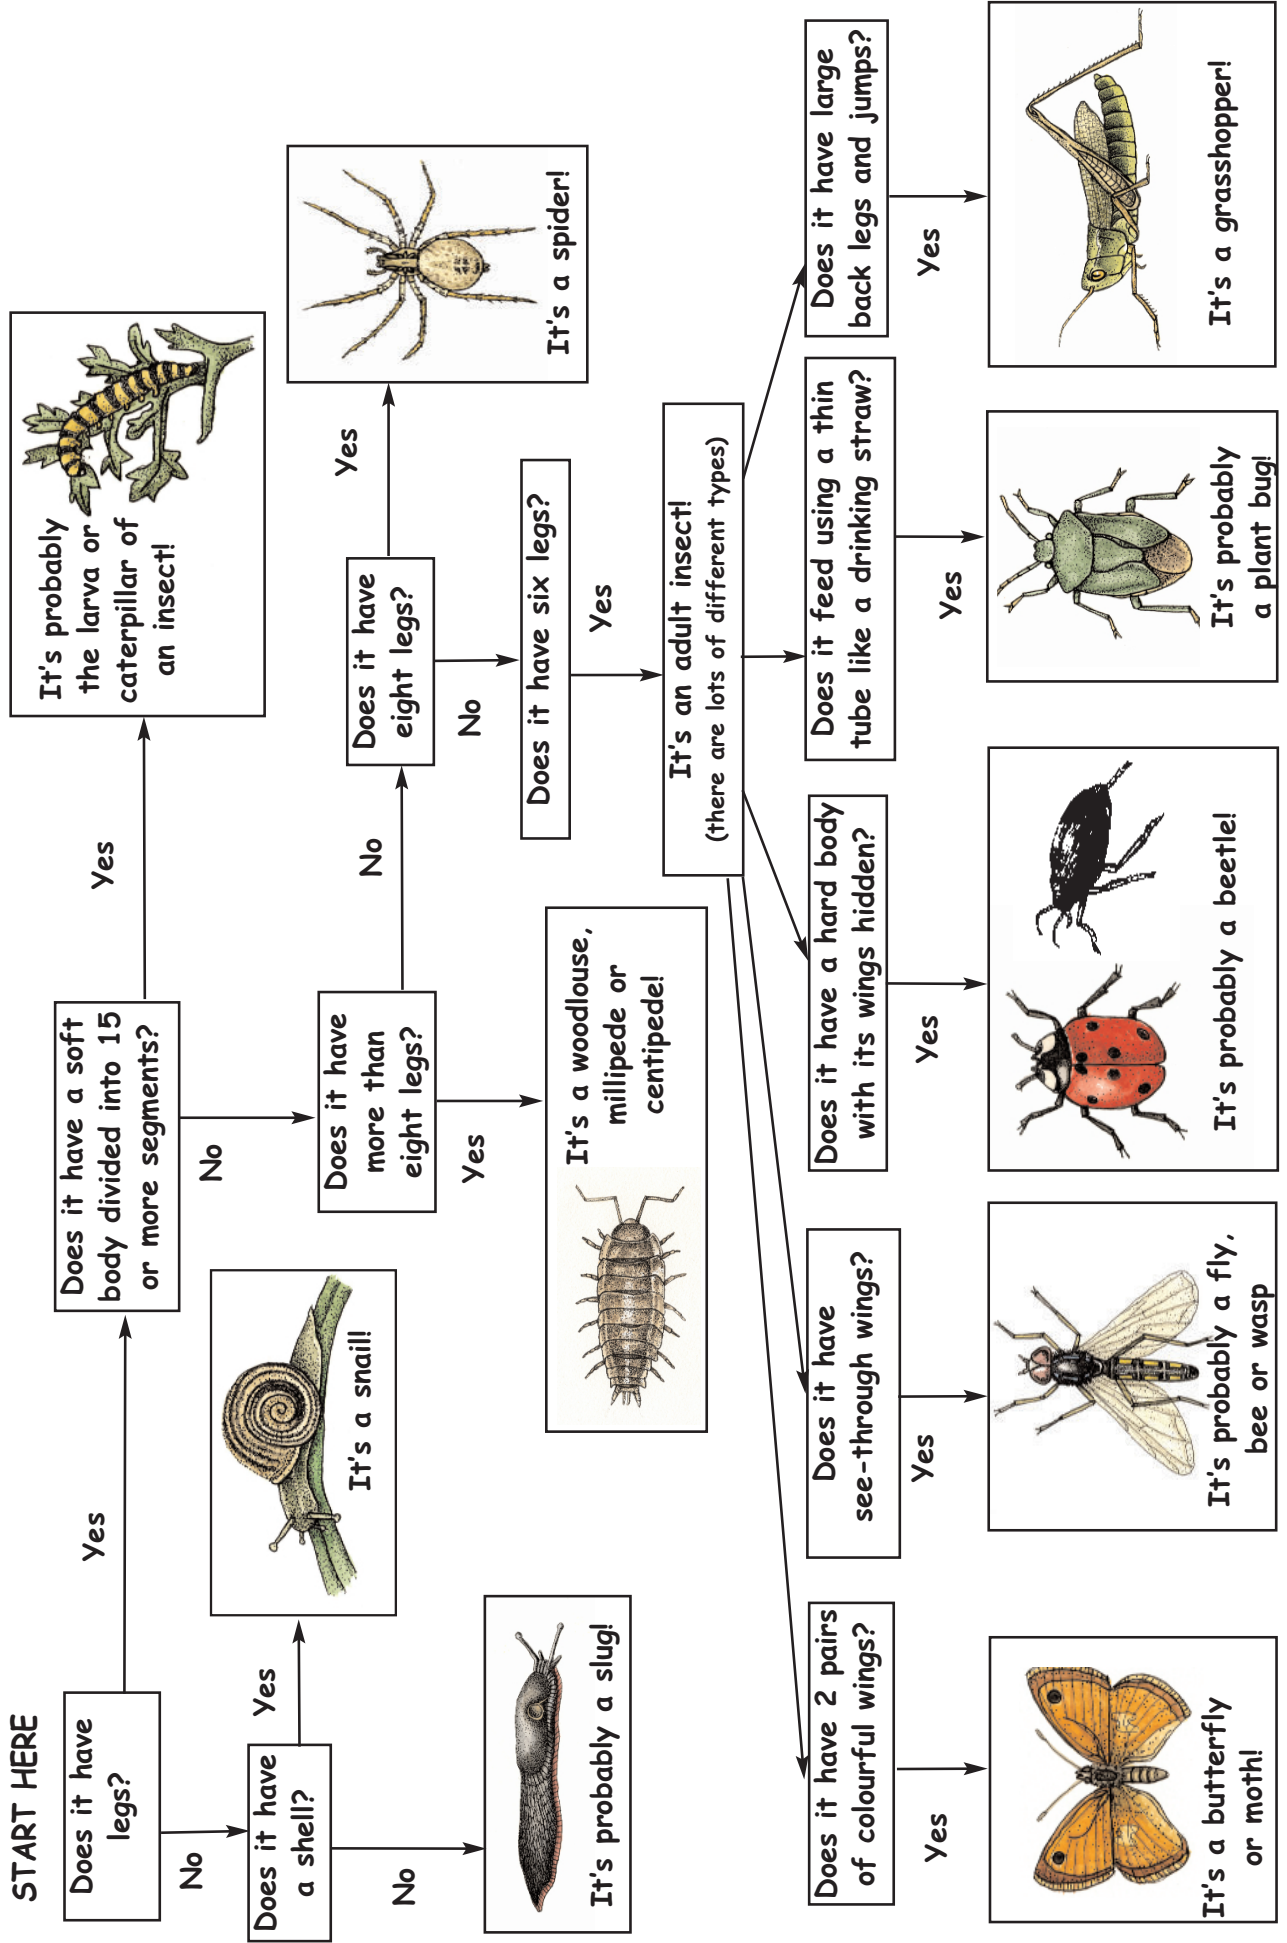 START HERE
Does it have
legs?
Yes
No
Does it have
a shell?
Yes
It's a snail!
No
It's probably a slug!
Does it have a soft
body divided into 15
or more segments?
Yes
It's probably
the larva or
caterpillar of
an insect!
No
Does it have
more than
eight legs?
Yes
It's a woodlouse,
millipede or
centipede!
No
Does it have
eight legs?
Yes
It's a spider!
No
Does it have six legs?
Yes
It's an adult insect!
(there are lots of different types)
Does it have 2 pairs
of colourful wings?
Yes
It's a butterfly
or moth!
Does it have
see-through wings?
Yes
It's probably a fly,
bee or wasp
Does it have a hard body
with its wings hidden?
Yes
It's probably a beetle!
Does it feed using a thin
tube like a drinking straw?
Yes
It's probably
a plant bug!
Does it have large
back legs and jumps?
Yes
It's a grasshopper!